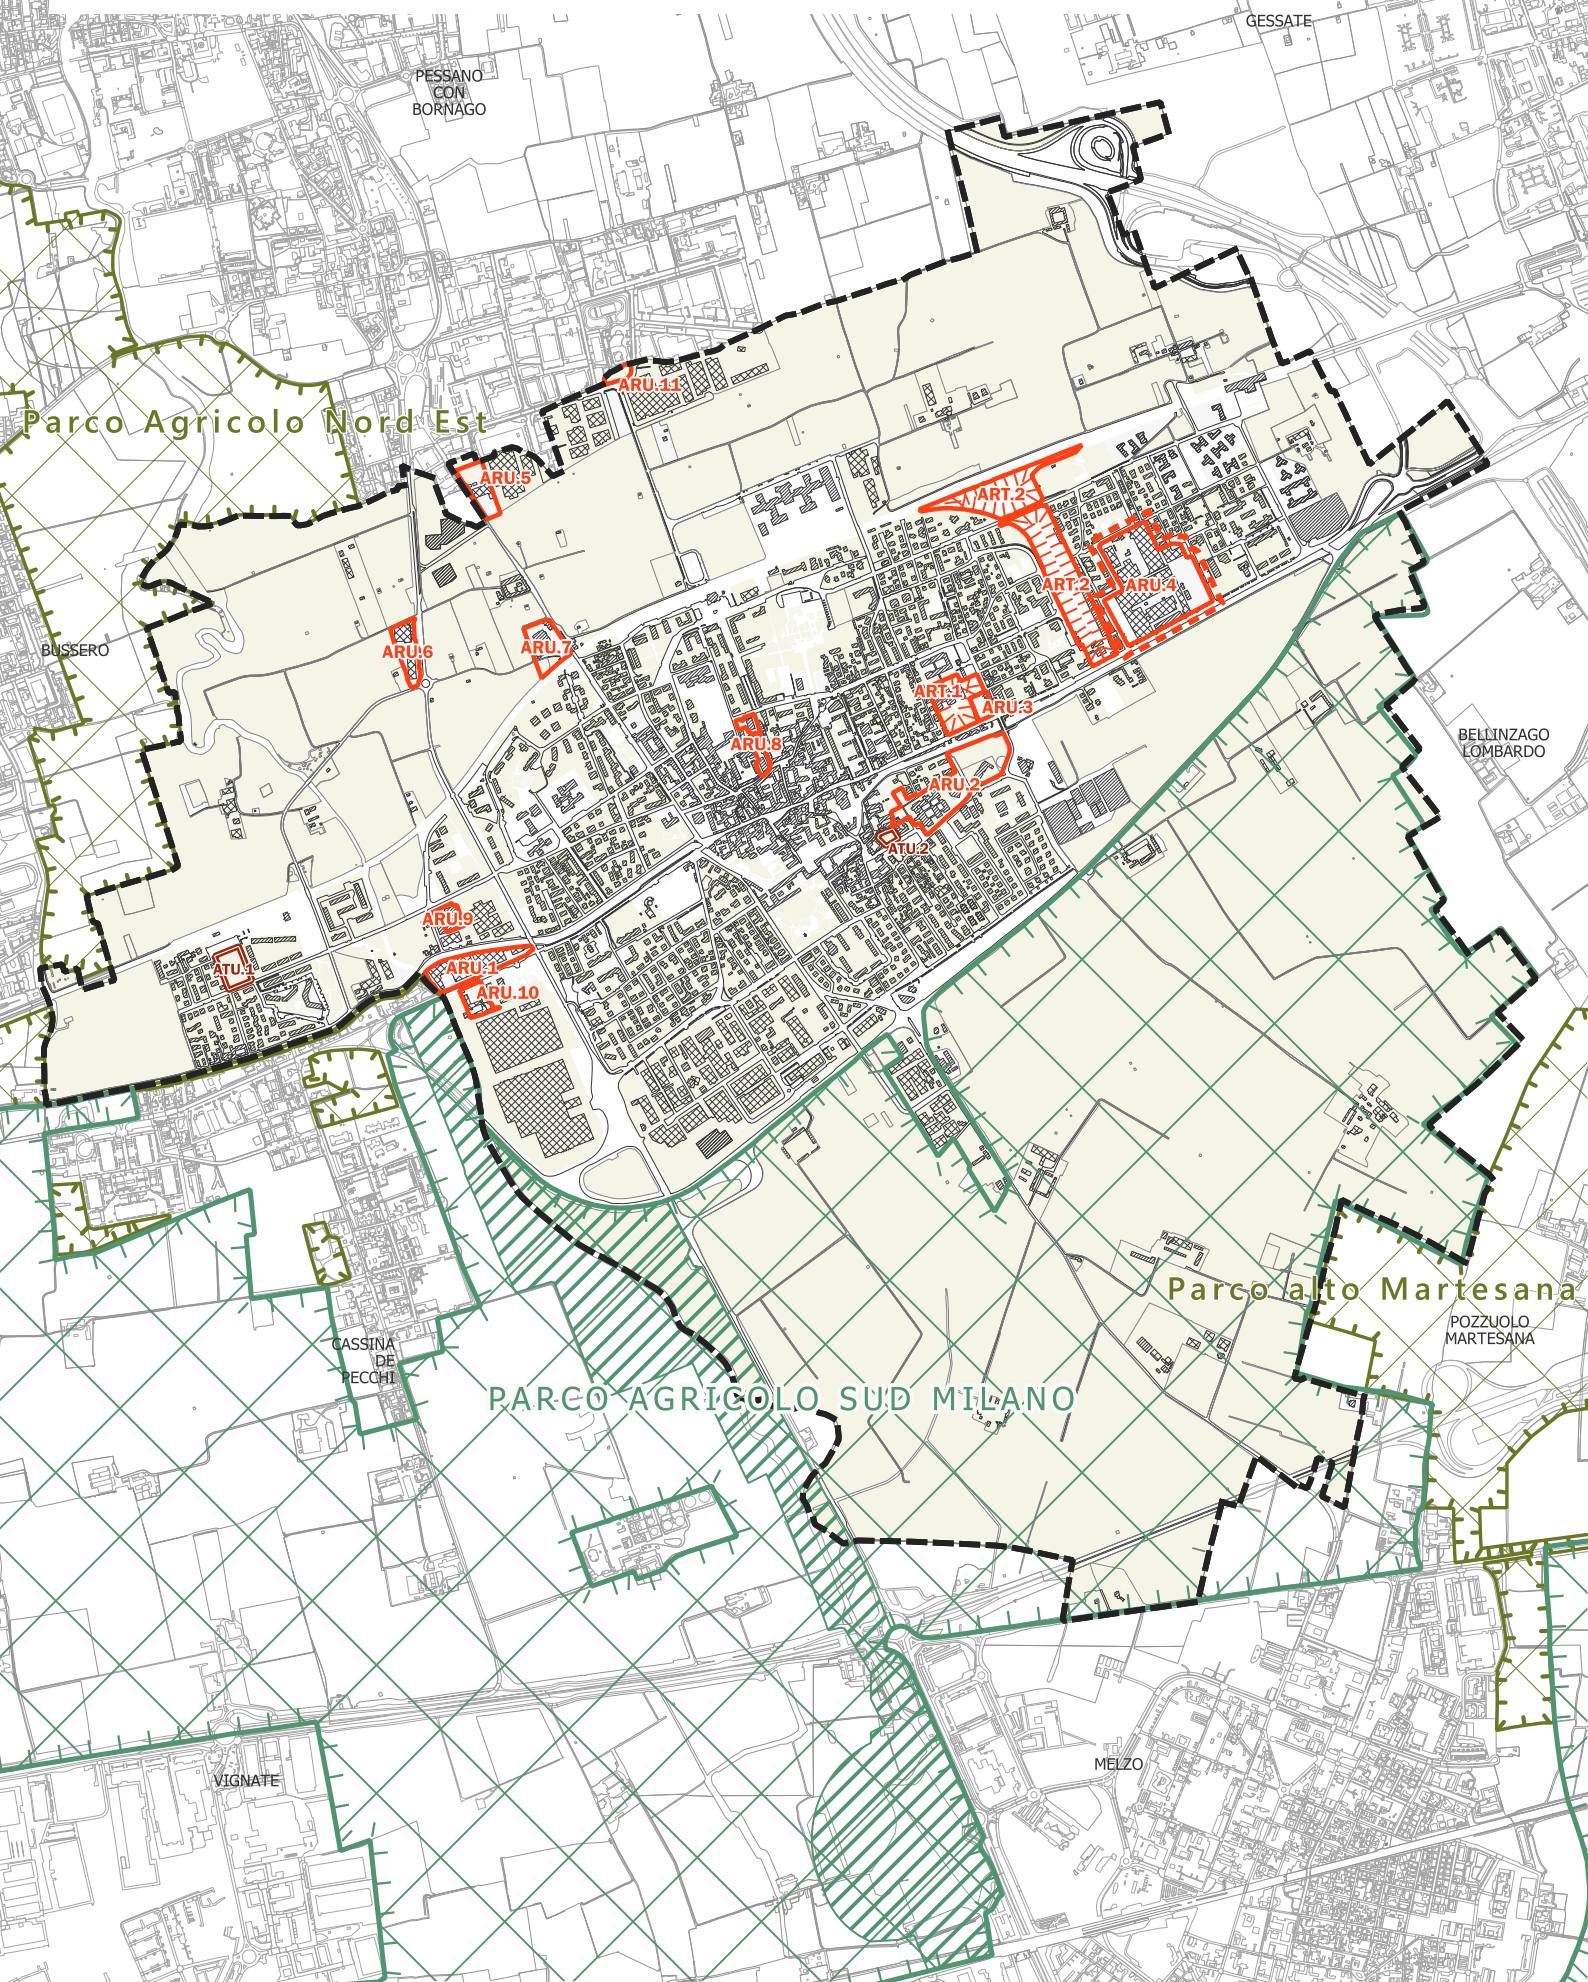 GESSATE
PESSANO
CON
BORNAGO
ARU.11
Parco Agricolo Nord Est
ARU.5
ART.2
ART.2
ARU.4
BUSSERO
ARU.6
ARU.7
ART.1
ARU.3
BELLINZAGO
LOMBARDO
ARU.8
ARU.2
ATU.2
ARU.9
ATU.1
ARU.1
ARU.10
Parco alto Martesana
POZZUOLO
MARTESANA
CASSINA
DE
PECCHI
PARCO AGRICOLO SUD MILANO
MELZO
VIGNATE